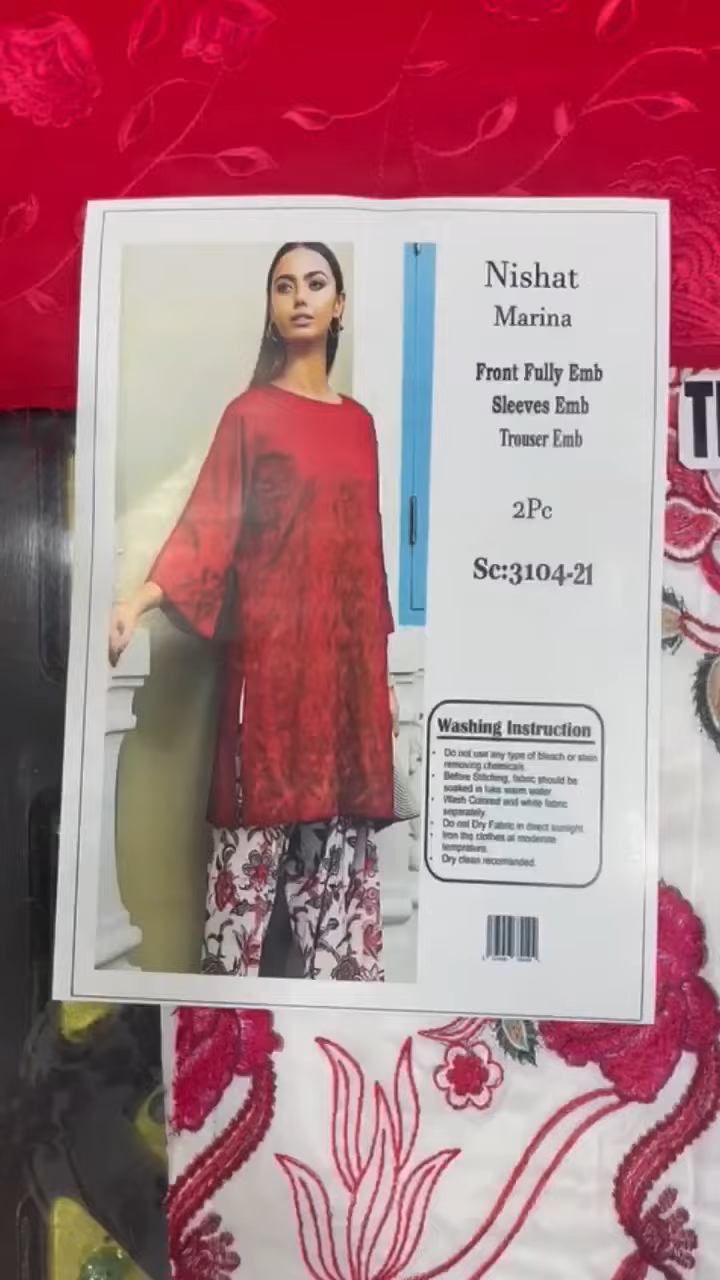 Nishat
Marina
Front Fully Emb
Sleeves Emb
Trouser Emb
2Pc
Sc:3104-21
Washing Instruction
Do not use any type of bleach or stain
removing chemicals.
Before Stitching, fabric should be
soaked in luke warm water
Wash Colored and white fabric
separately.
Do not Dry Fabric in direct sunlight.
Iron the clothes at moderate
temprature.
Dry clean recomanded.